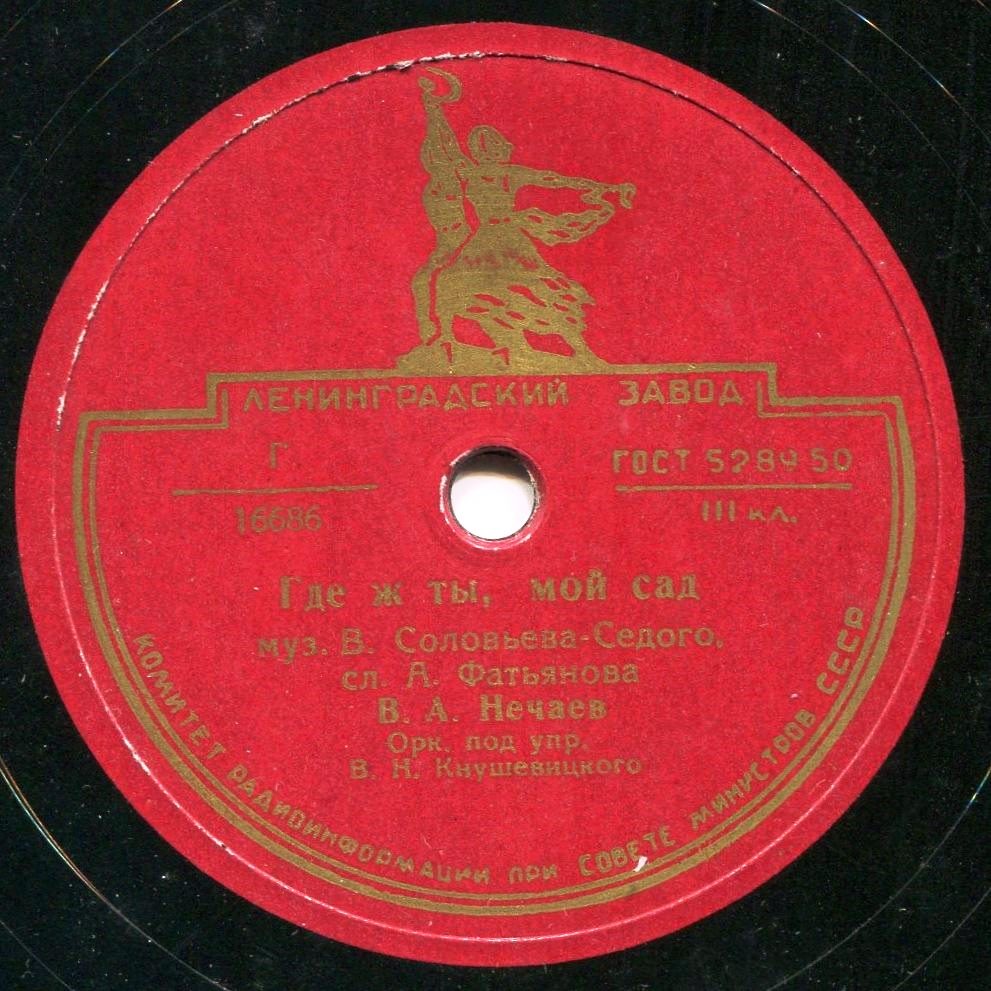 ЛЕНИНГРАДСКИЙ ЗАВОД
Г
16686
ГОСТ 5289 50
III кл.
Где ж ты, мой сад
муз. В. Соловьева-Седого,
сл. А. Фатьянова
В. А. Нечаев
Орк. под упр.
В. Н. Кнушевицкого
КОМИТЕТ РАДИОИНФОРМАЦИИ ПРИ СОВЕТЕ МИНИСТРОВ СССР